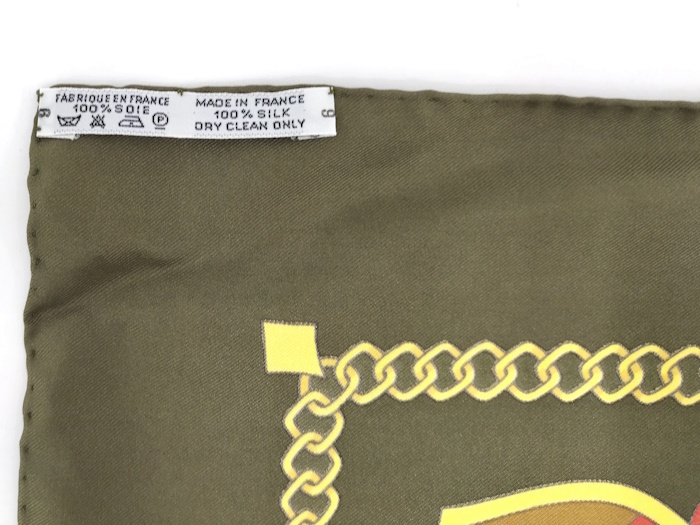 FABRIQUE EN FRANCE
100% SOIE
P
MADE IN FRANCE
100% SILK
DRY CLEAN ONLY